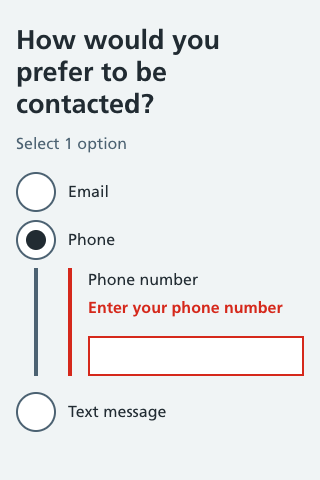 How would you
prefer to be
contacted?
Select 1 option
Email
Phone
Phone number
Enter your phone number
Text message